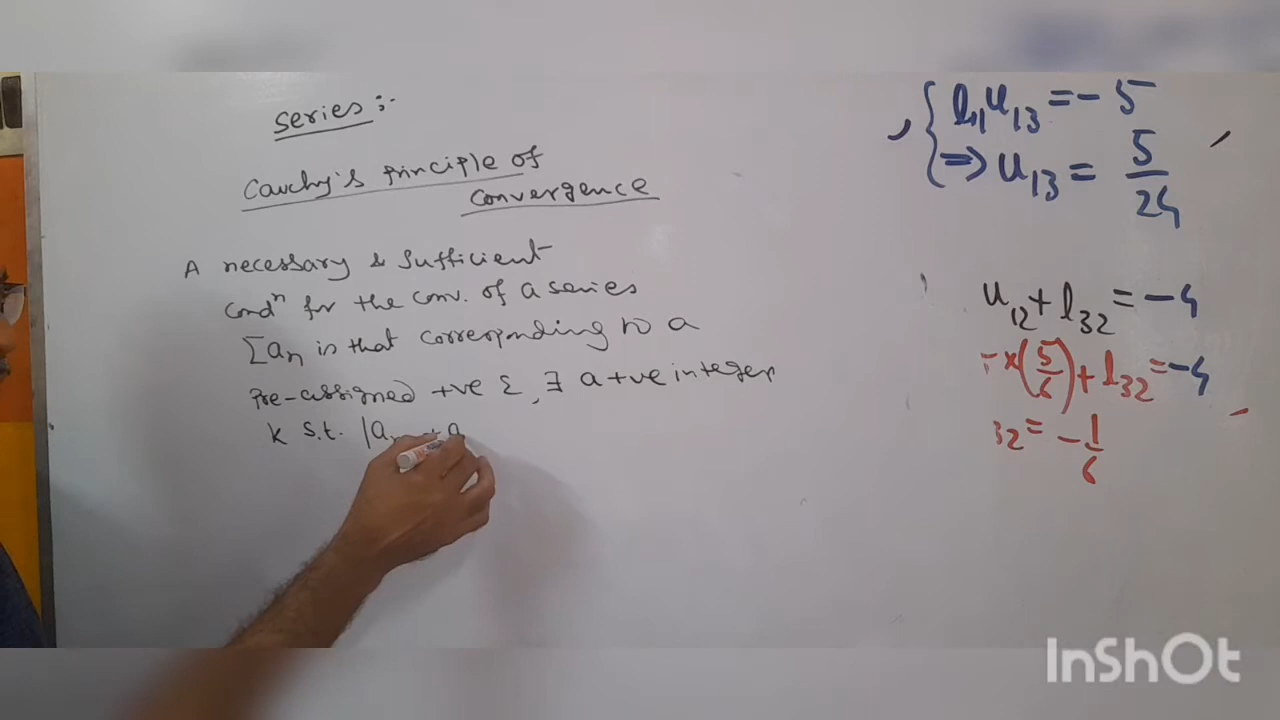 Series :-
Cauchy's principle of
Convergence
A necessary & sufficient
condⁿ for the conv. of a series
Σaₙ is that corresponding to a
pre-assigned +ve ε, ∃ a +ve integer
k s.t. |a
l₁₁u₁₃ = -5
⇒ u₁₃ = 5/24
u₁₂ + l₃₂ = -4
x(5/6) + l₃₂ = -4
32 = -1/6
InShOt